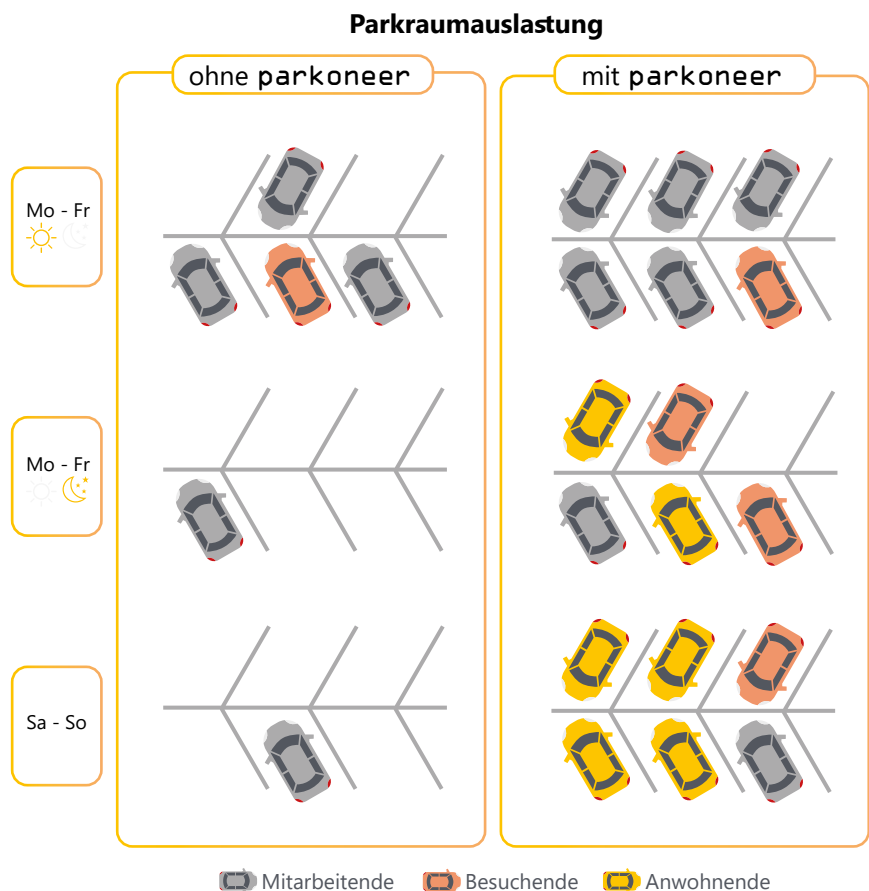 Parkraumauslastung
ohne parkoneer
mit parkoneer
Mo - Fr
Mo - Fr
Sa - So
Mitarbeitende Besuchende Anwohnende